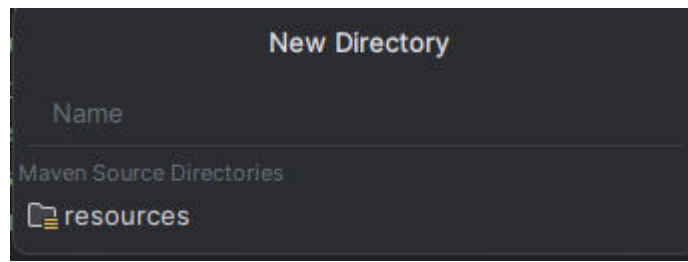 New Directory
Name
Maven Source Directories
resources